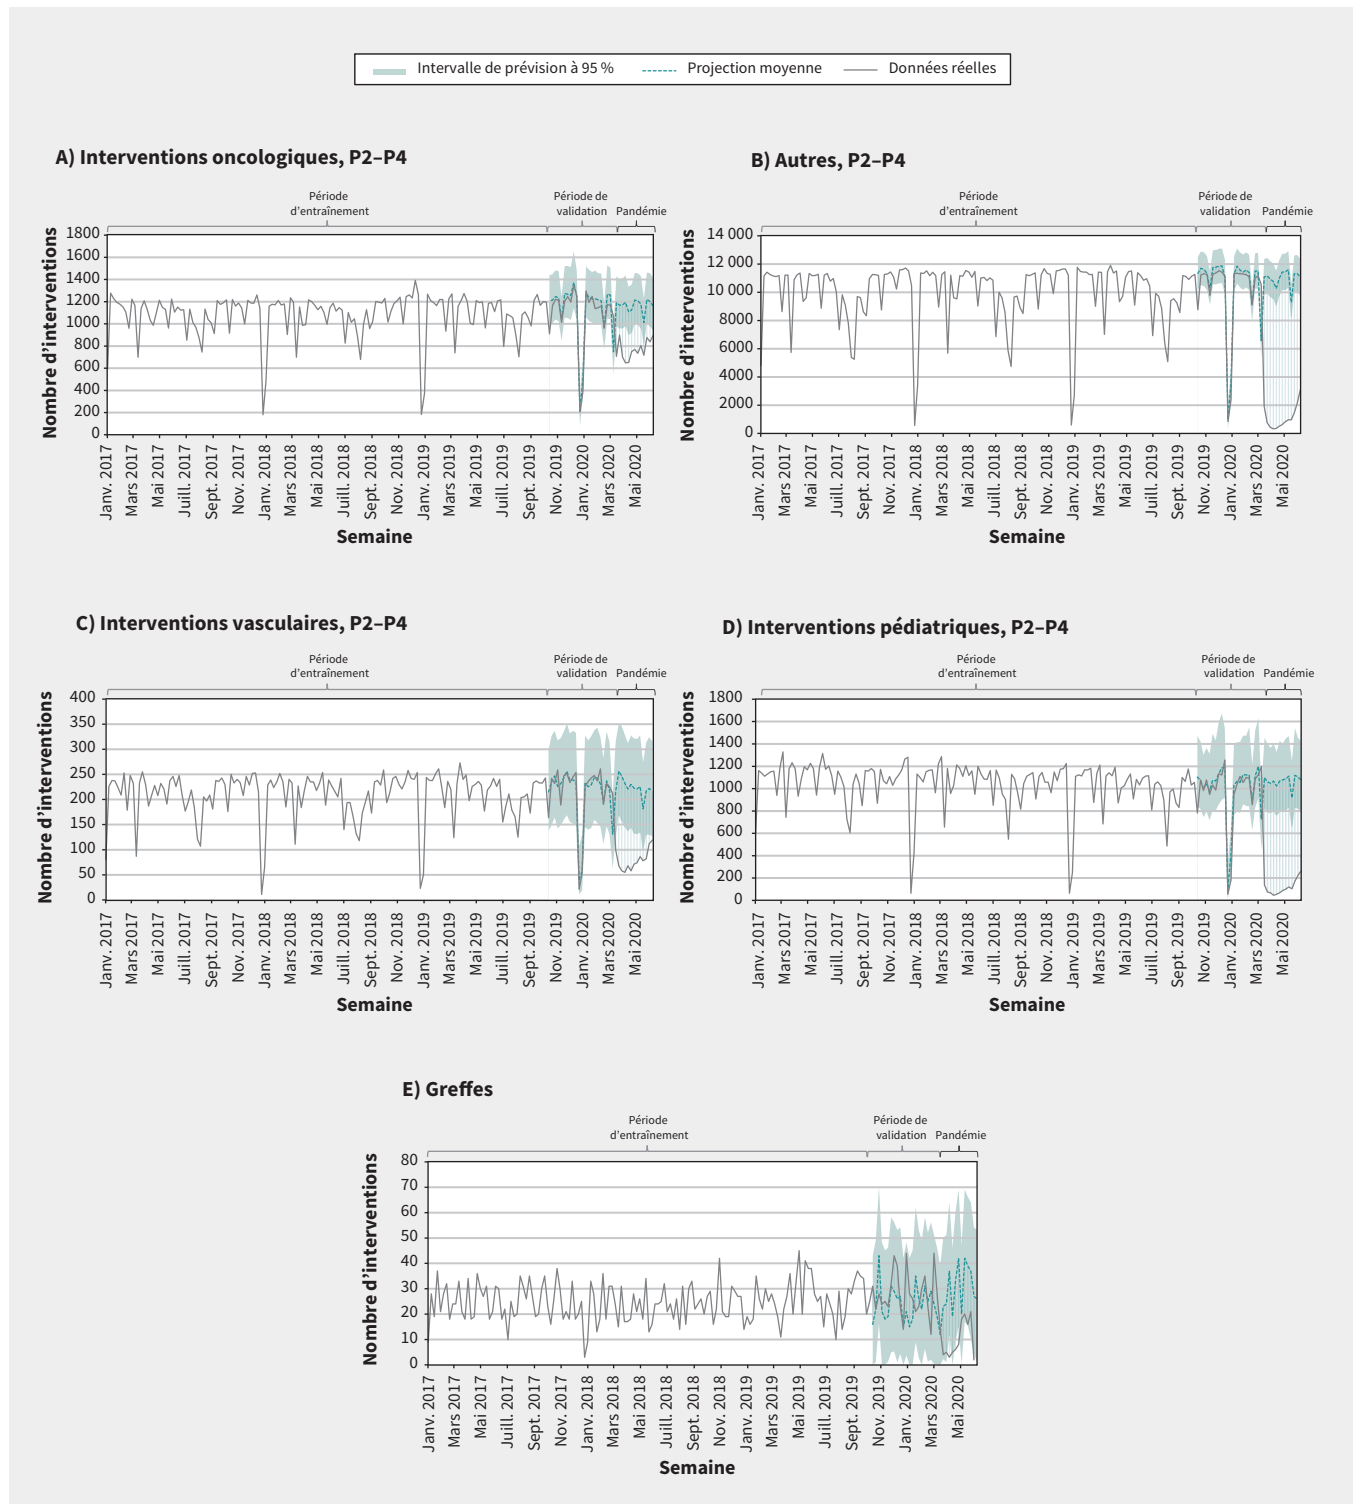 Intervalle de prévision à 95 % Projection moyenne Données réelles
A) Interventions oncologiques, P2–P4
Période d’entraînement
Période de validation
Pandémie
Nombre d’interventions
1800
1600
1400
1200
1000
800
600
400
200
0
Janv. 2017
Mars 2017
Mai 2017
Juill. 2017
Sept. 2017
Nov. 2017
Janv. 2018
Mars 2018
Mai 2018
Juill. 2018
Sept. 2018
Nov. 2018
Janv. 2019
Mars 2019
Mai 2019
Juill. 2019
Sept. 2019
Nov. 2019
Janv. 2020
Mars 2020
Mai 2020
Semaine
B) Autres, P2–P4
Période d’entraînement
Période de validation
Pandémie
Nombre d’interventions
14 000
12 000
10 000
8000
6000
4000
2000
0
Janv. 2017
Mars 2017
Mai 2017
Juill. 2017
Sept. 2017
Nov. 2017
Janv. 2018
Mars 2018
Mai 2018
Juill. 2018
Sept. 2018
Nov. 2018
Janv. 2019
Mars 2019
Mai 2019
Juill. 2019
Sept. 2019
Nov. 2019
Janv. 2020
Mars 2020
Mai 2020
Semaine
C) Interventions vasculaires, P2–P4
Période d’entraînement
Période de validation
Pandémie
Nombre d’interventions
400
350
300
250
200
150
100
50
0
Janv. 2017
Mars 2017
Mai 2017
Juill. 2017
Sept. 2017
Nov. 2017
Janv. 2018
Mars 2018
Mai 2018
Juill. 2018
Sept. 2018
Nov. 2018
Janv. 2019
Mars 2019
Mai 2019
Juill. 2019
Sept. 2019
Nov. 2019
Janv. 2020
Mars 2020
Mai 2020
Semaine
D) Interventions pédiatriques, P2–P4
Période d’entraînement
Période de validation
Pandémie
Nombre d’interventions
1800
1600
1400
1200
1000
800
600
400
200
0
Janv. 2017
Mars 2017
Mai 2017
Juill. 2017
Sept. 2017
Nov. 2017
Janv. 2018
Mars 2018
Mai 2018
Juill. 2018
Sept. 2018
Nov. 2018
Janv. 2019
Mars 2019
Mai 2019
Juill. 2019
Sept. 2019
Nov. 2019
Janv. 2020
Mars 2020
Mai 2020
Semaine
E) Greffes
Période d’entraînement
Période de validation
Pandémie
Nombre d’interventions
80
70
60
50
40
30
20
10
0
Janv. 2017
Mars 2017
Mai 2017
Juill. 2017
Sept. 2017
Nov. 2017
Janv. 2018
Mars 2018
Mai 2018
Juill. 2018
Sept. 2018
Nov. 2018
Janv. 2019
Mars 2019
Mai 2019
Juill. 2019
Sept. 2019
Nov. 2019
Janv. 2020
Mars 2020
Mai 2020
Semaine